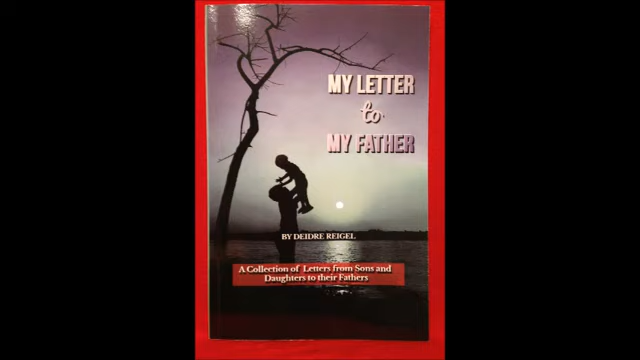 MY LETTER
to
MY FATHER
BY DEIDRE REIGEL
A Collection of Letters from Sons and
Daughters to their Fathers